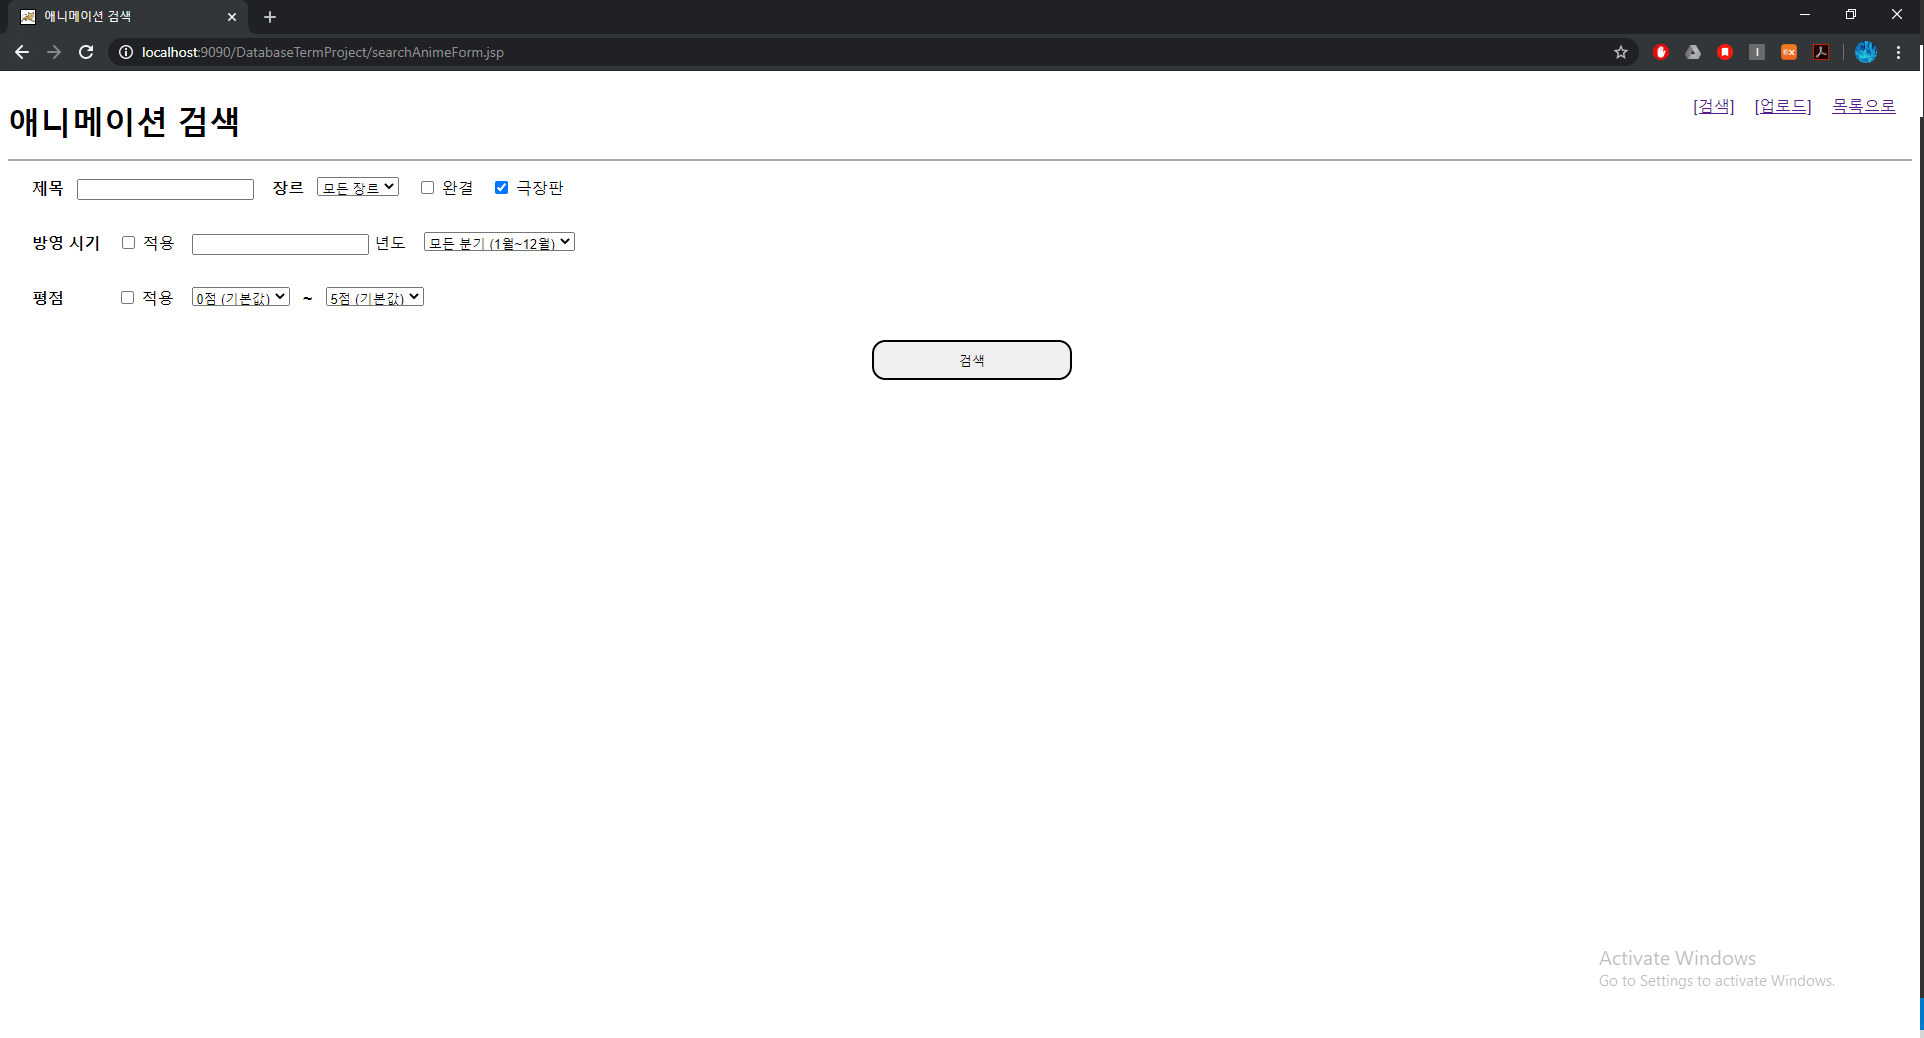 애니메이션 검색
localhost:9090/DatabaseTermProject/searchAnimeForm.jsp
애니메이션 검색
[검색] [업로드] 목록으로
제목 장르 모든 장르 완결 극장판
방영 시기 적용 년도 모든 분기 (1월~12월)
평점 적용 0점 (기본값) ~ 5점 (기본값)
검색
Activate Windows
Go to Settings to activate Windows.